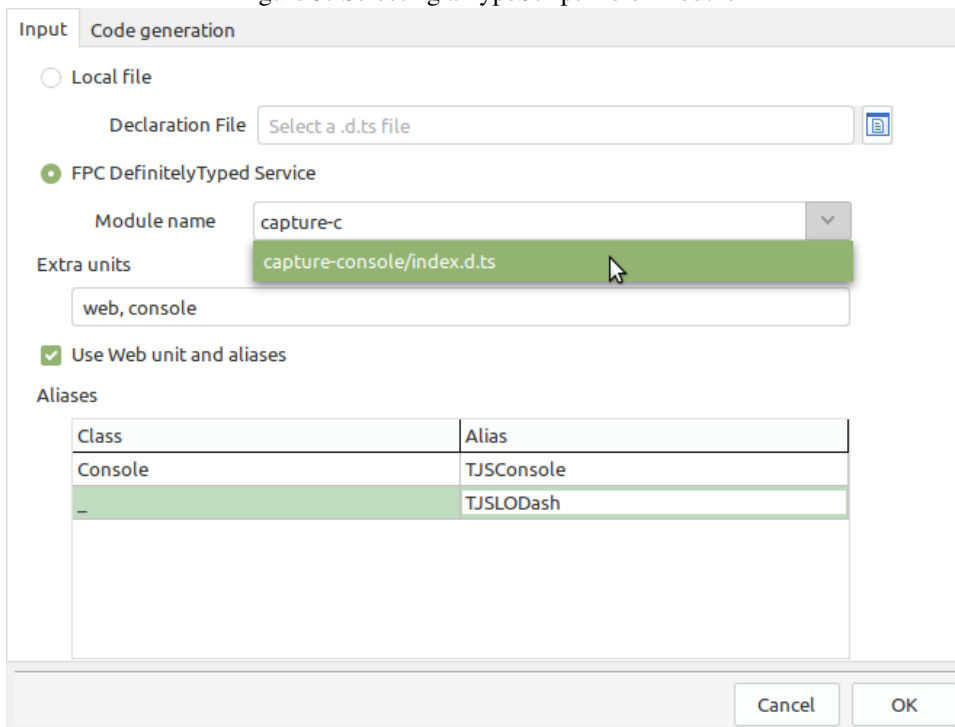 Input Code generation
Local file
Declaration File Select a .d.ts file
FPC DefinitelyTyped Service
Module name capture-c
capture-console/index.d.ts
Extra units
web, console
Use Web unit and aliases
Aliases
Class Alias
Console TJSConsole
_ TJSLODash
Cancel OK